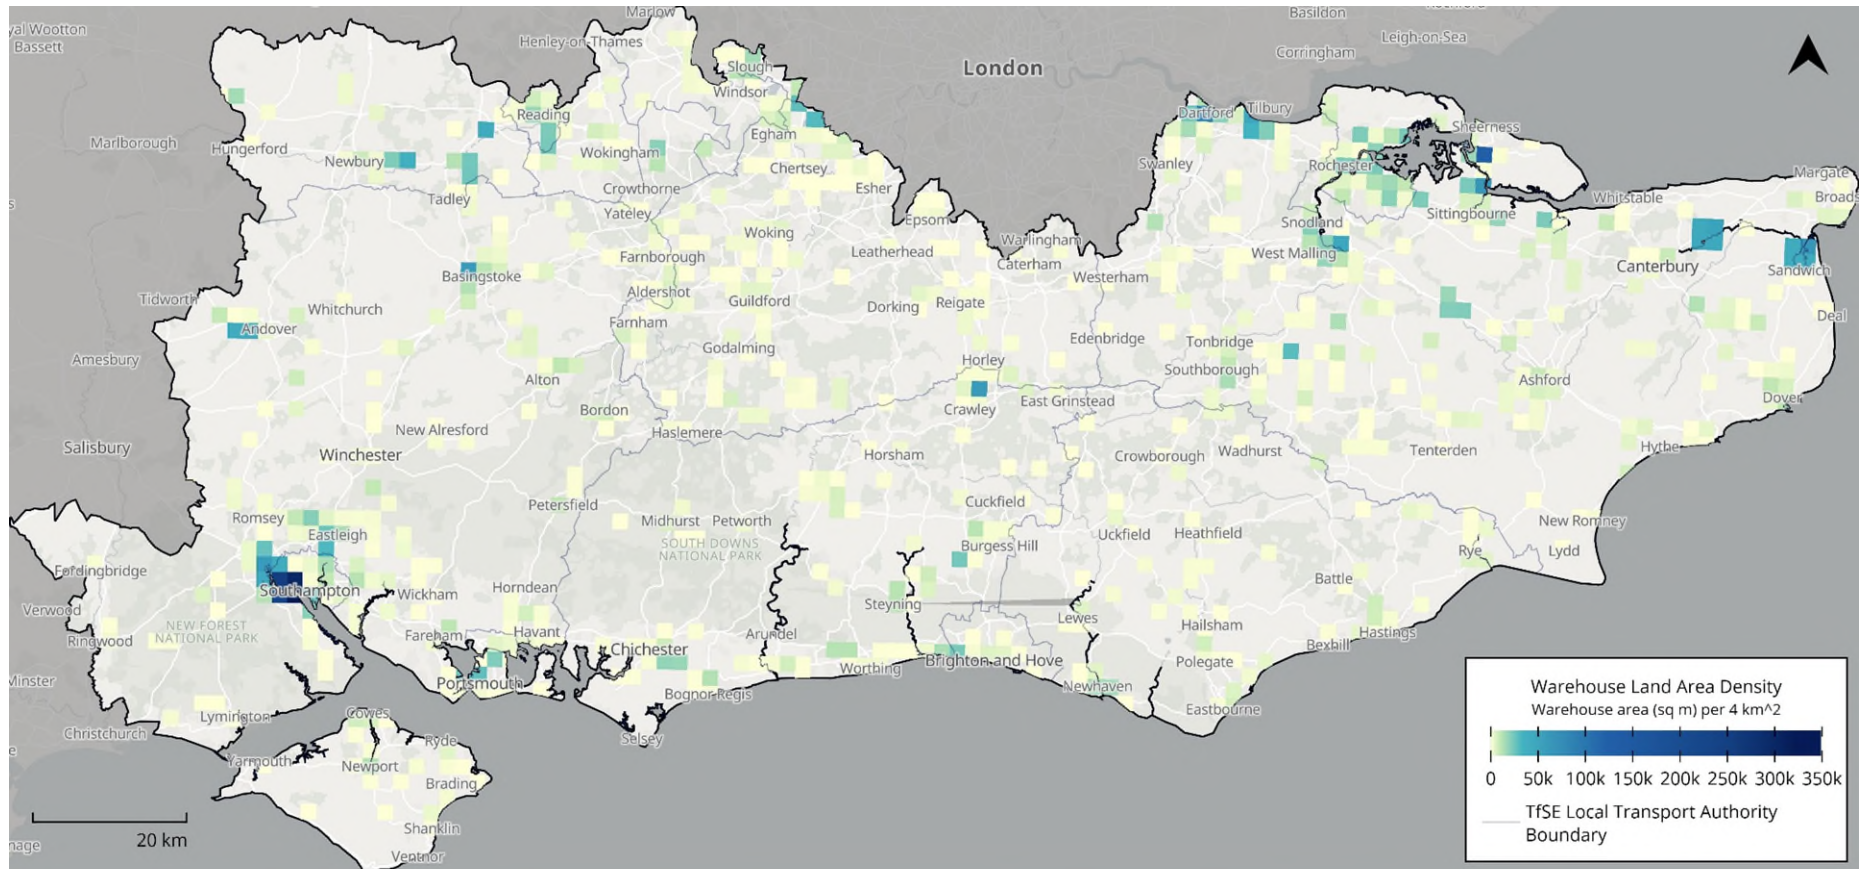 Marlow
Basildon
yal Wootton
Bassett
Henley-on-Thames
Leigh-on-Sea
Corringham
London
Slough
Windsor
Reading
Dartford
Tilbury
Sheerness
Marlborough
Hungerford
Newbury
Wokingham
Egham
Chertsey
Swanley
Rochester
Margate
Tadley
Crowthorne
Esher
Whitstable
Broads
Yateley
Epsom
Snodland
Sittingbourne
Woking
Leatherhead
Warlingham
Caterham
West Malling
Farnborough
Westerham
Canterbury
Sandwich
Basingstoke
Aldershot
Guildford
Dorking
Reigate
Tidworth
Whitchurch
Deal
Andover
Farnham
Edenbridge
Tonbridge
Amesbury
Godalming
Horley
Southborough
Alton
Ashford
Bordon
Crawley
East Grinstead
Dover
New Alresford
Haslemere
Salisbury
Winchester
Horsham
Crowborough
Wadhurst
Tenterden
Hythe
Petersfield
Cuckfield
Romsey
Midhurst
Petworth
New Romney
Eastleigh
SOUTH DOWNS
NATIONAL PARK
Burgess Hill
Uckfield
Heathfield
Rye
Lydd
Fordingbridge
Southampton
Wickham
Horndean
Battle
Verwood
Steyning
Lewes
NEW FOREST
NATIONAL PARK
Ringwood
Fareham
Havant
Arundel
Hailsham
Hastings
Bexhill
Chichester
Worthing
Brighton and Hove
Polegate
Minster
Portsmouth
Bognor Regis
Newhaven
Lymington
Cowes
Eastbourne
Christchurch
Selsey
Ryde
Yarmouth
Newport
Brading
Shanklin
Ventnor
20 km
nage
Warehouse Land Area Density
Warehouse area (sq m) per 4 km^2
0 50k 100k 150k 200k 250k 300k 350k
TfSE Local Transport Authority
Boundary